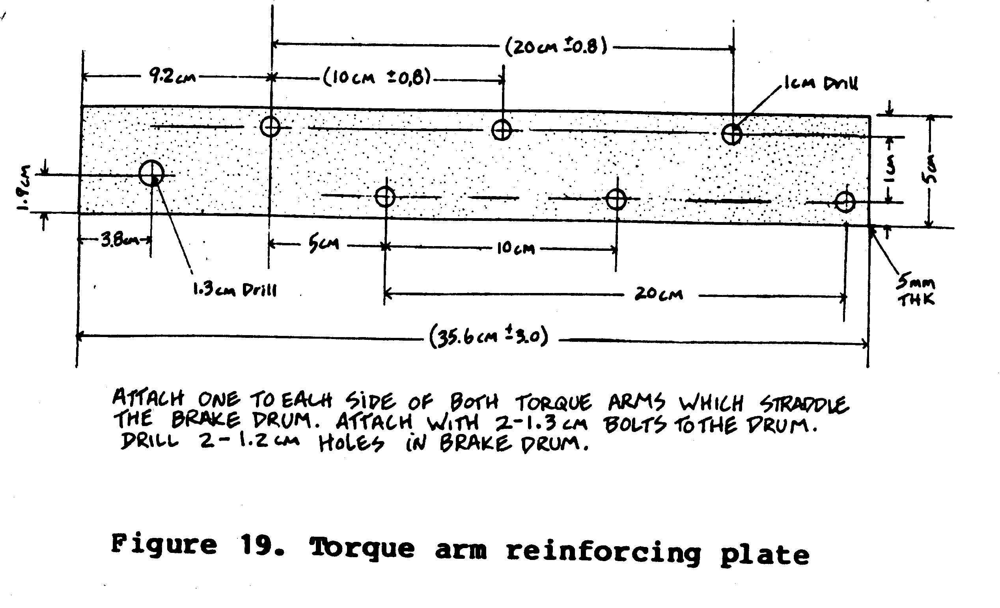 (20cm ±0.8)
9.2cm
(10cm ±0,8)
1cm Drill
1.9cm
1cm
5cm
3.8cm
5cm
10cm
1.3cm Drill
5mm
THK
20cm
(35.6cm ±3.0)
ATTACH ONE TO EACH SIDE OF BOTH TORQUE ARMS WHICH STRADDLE
THE BRAKE DRUM. ATTACH WITH 2-1.3cm BOLTS TO THE DRUM.
DRILL 2-1.2cm HOLES IN BRAKE DRUM.
Figure 19. Torque arm reinforcing plate